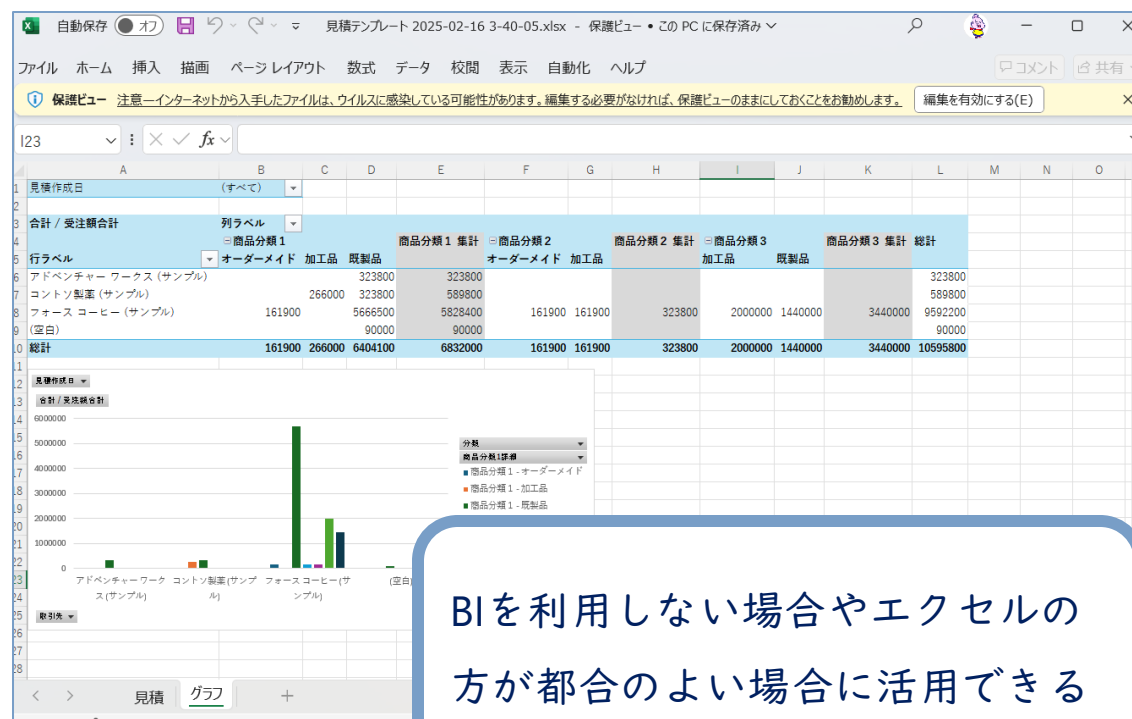 自動保存 オフ 見積テンプレート 2025-02-16 3-40-05.xlsx - 保護ビュー • この PC に保存済み
ファイル ホーム 挿入 描画 ページ レイアウト 数式 データ 校閲 表示 自動化 ヘルプ コメント 共有
保護ビュー 注意—インターネットから入手したファイルは、ウイルスに感染している可能性があります。編集する必要がなければ、保護ビューのままにしておくことをお勧めします。 編集を有効にする(E)
I23 fx
A B C D E F G H I J K L M N O
1 見積作成日 (すべて)
2
3 合計 / 受注額合計 列ラベル
4 商品分類1 商品分類1 集計 商品分類2 商品分類2 集計 商品分類3 商品分類3 集計 総計
5 行ラベル オーダーメイド 加工品 既製品 オーダーメイド 加工品 加工品 既製品
6 アドベンチャー ワークス (サンプル) 323800 323800 323800
7 コントソ製薬 (サンプル) 266000 323800 589800 589800
8 フォース コーヒー (サンプル) 161900 5666500 5828400 161900 161900 323800 2000000 1440000 3440000 9592200
9 (空白) 90000 90000 90000
10 総計 161900 266000 6404100 6832000 161900 161900 323800 2000000 1440000 3440000 10595800
見積作成日
合計 / 受注額合計
6000000
5000000
4000000
3000000
2000000
1000000
0
アドベンチャー ワーク コントソ製薬 (サンプ フォース コーヒー (サ (空白)
ス (サンプル) ル) ンプル)
取引先
分類
商品分類1詳細
商品分類1 - オーダーメイド
商品分類1 - 加工品
商品分類1 - 既製品
見積 グラフ +
BIを利用しない場合やエクセルの
方が都合のよい場合に活用できる